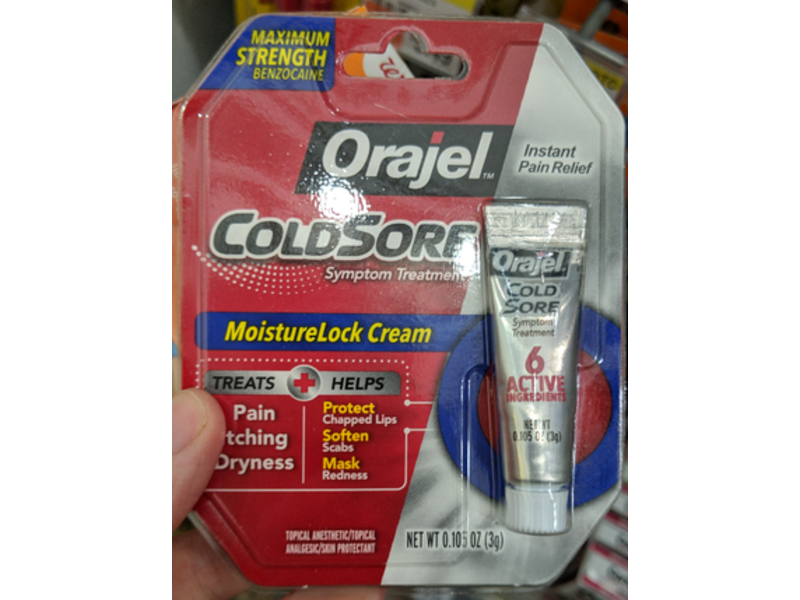 MAXIMUM
STRENGTH
BENZOCAINE
Orajel™
Instant
Pain Relief
COLDSORE
Symptom Treatment
MoistureLock Cream
TREATS HELPS
Pain
tching
Dryness
Protect
Chapped Lips
Soften
Scabs
Mask
Redness
TOPICAL ANESTHETIC/TOPICAL
ANALGESIC/SKIN PROTECTANT
NET WT 0.105 OZ (3g)
Orajel
COLD
SORE
Symptom
Treatment
6
ACTIVE
INGREDIENTS
NET WT
0.105 OZ (3g)